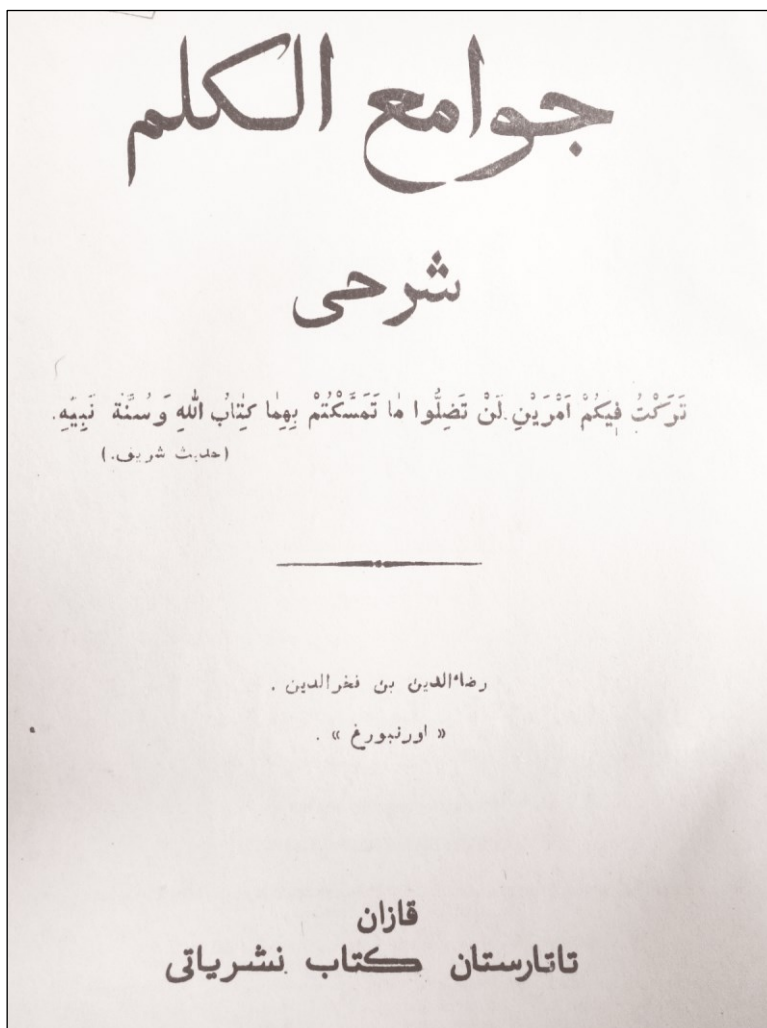 جوامع الكلم
شرحى
تَرَكْتُ فِيكُمْ اَمْرَيْنِ لَنْ تَضِلُّوا مٰا تَمَسَّكْتُمْ بِهِمٰا كِتٰابُ اللهِ وَسُنَّة نَبِيِهِ.
(حديث شريف.)
رضاءالدين بن فخرالدين .
« اورنبورغ » .
قازان
تاتارستان كتاب نشرياتى